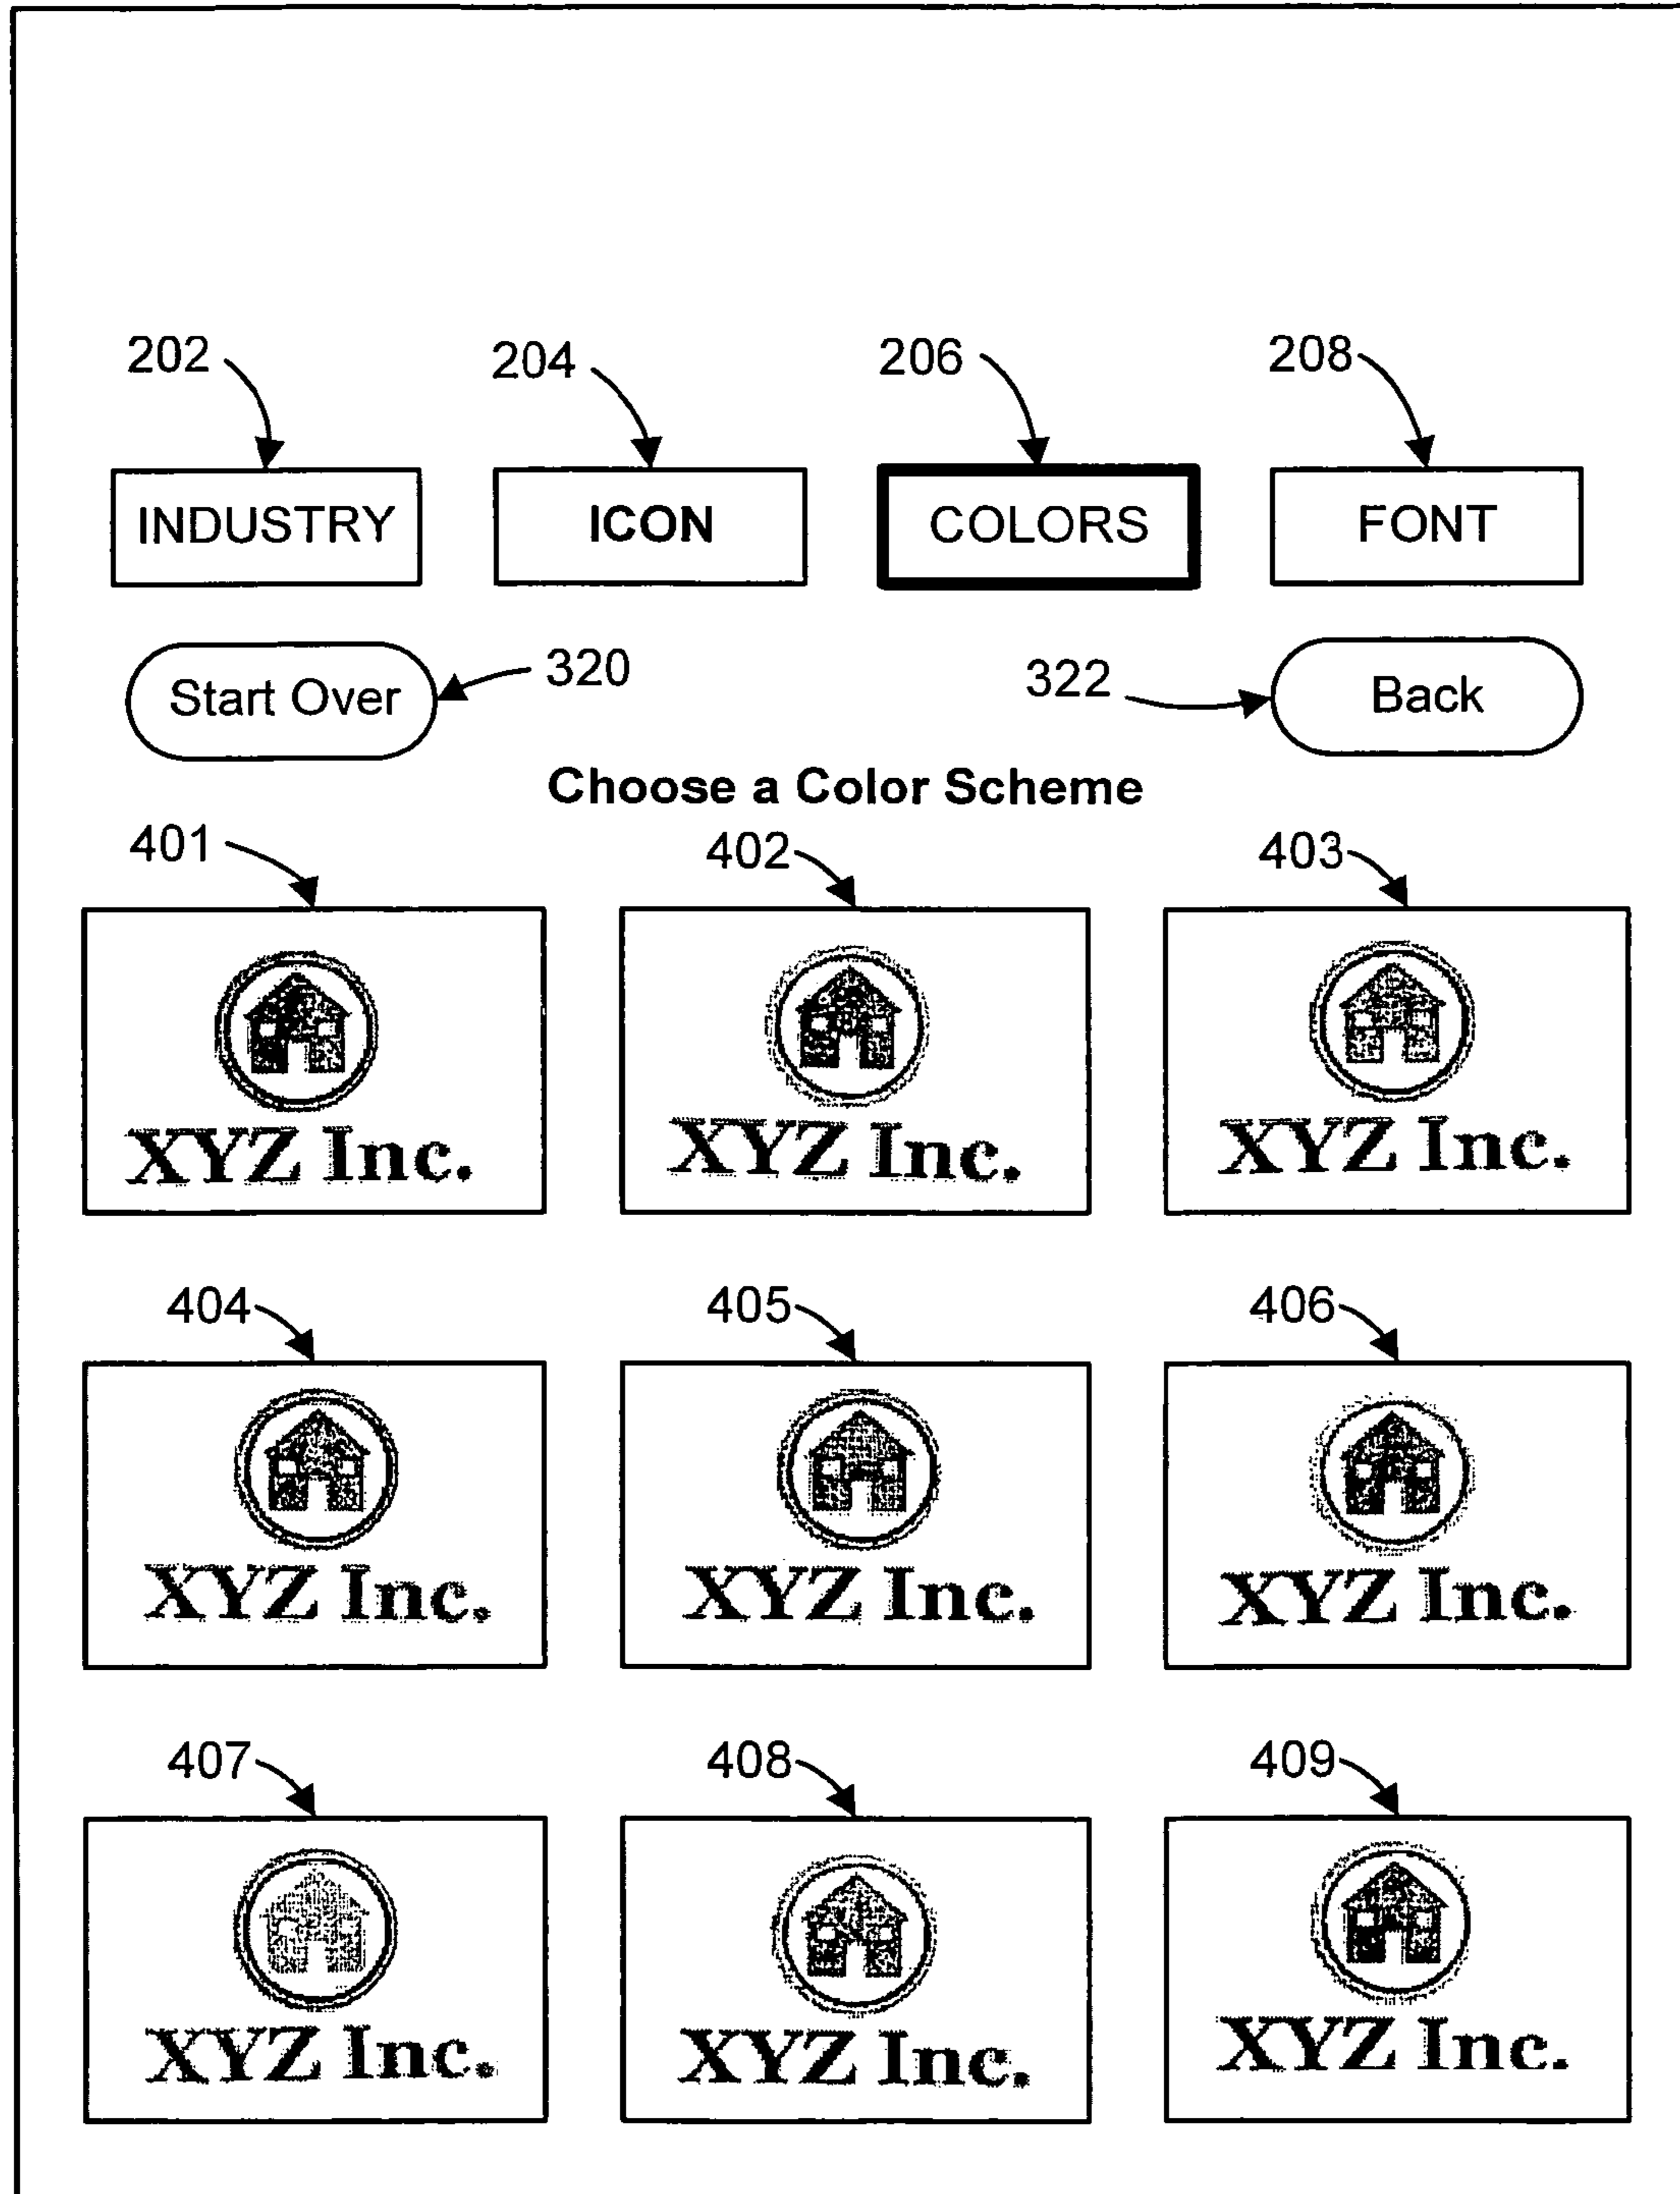 202 204 206 208
INDUSTRY ICON COLORS FONT
Start Over 320 322 Back
Choose a Color Scheme
401 402 403
XYZ Inc. XYZ Inc. XYZ Inc.
404 405 406
XYZ Inc. XYZ Inc. XYZ Inc.
407 408 409
XYZ Inc. XYZ Inc. XYZ Inc.